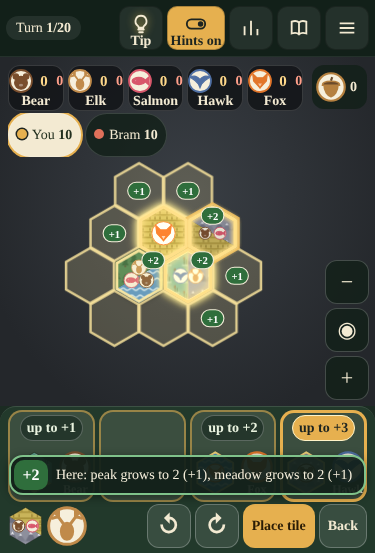 Turn 1/20
Tip
Hints on
0 0
0 0
0 0
0 0
0 0
Bear
Elk
Salmon
Hawk
Fox
0
You 10
Bram 10
+1
+1
+2
+1
+2
+2
+1
+1
−
+
up to +1
up to +2
up to +3
+2
Here: peak grows to 2 (+1), meadow grows to 2 (+1)
Place tile
Back